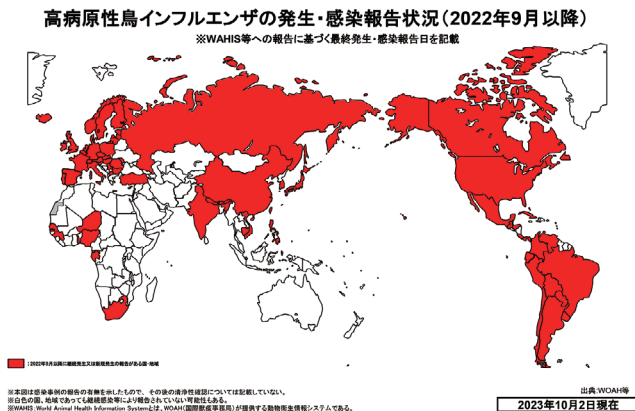 高病原性鳥インフルエンザの発生・感染報告状況(2022年9月以降)
※WAHIS等への報告に基づく最終発生・感染報告日を記載
:2022年9月以降に継続発生又は新規発生の報告がある国・地域
※本図は感染事例の報告の有無を示したもので、その後の清浄性確認については記載していない。
※白色の国、地域であっても継続感染等により報告されていない可能性もある。
※WAHIS:World Animal Health Information Systemとは、WOAH(国際獣疫事務局)が提供する動物衛生情報システムである。
出典:WOAH等
2023年10月2日現在